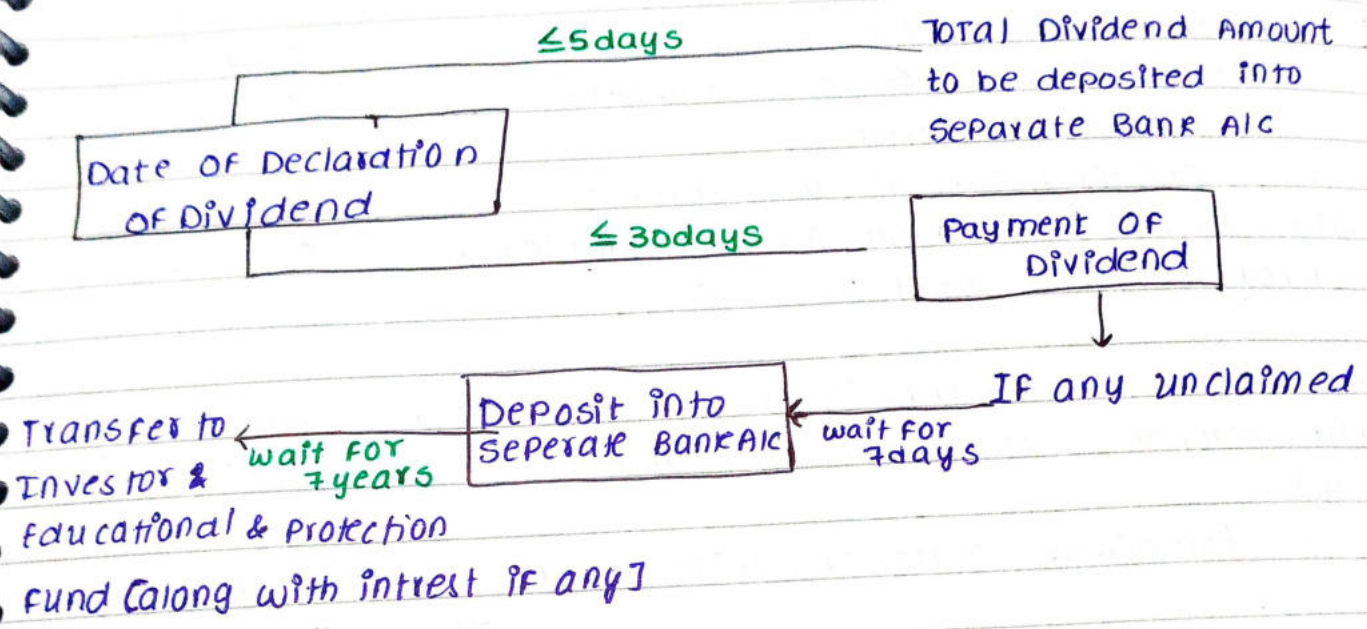 ≤5days
Total Dividend Amount
to be deposited into
separate Bank A/c
Date of Declaration
of Dividend
≤ 30days
Payment of
Dividend
If any unclaimed
wait for
7days
Deposit into
seperate Bank A/c
wait for
7years
Transfer to
Investor &
Educational & Protection
Fund [along with intrest if any]